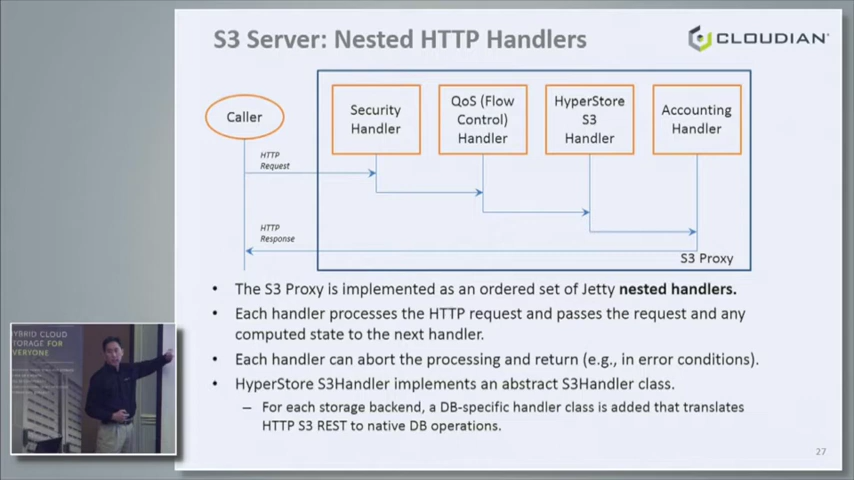 S3 Server: Nested HTTP Handlers
CLOUDIAN
Caller
Security
Handler
QoS (Flow
Control)
Handler
HyperStore
S3
Handler
Accounting
Handler
HTTP
Request
HTTP
Response
S3 Proxy
• The S3 Proxy is implemented as an ordered set of Jetty nested handlers.
• Each handler processes the HTTP request and passes the request and any
computed state to the next handler.
• Each handler can abort the processing and return (e.g., in error conditions).
• HyperStore S3Handler implements an abstract S3Handler class.
– For each storage backend, a DB-specific handler class is added that translates
HTTP S3 REST to native DB operations.
27
HYBRID CLOUD
STORAGE FOR
EVERYONE